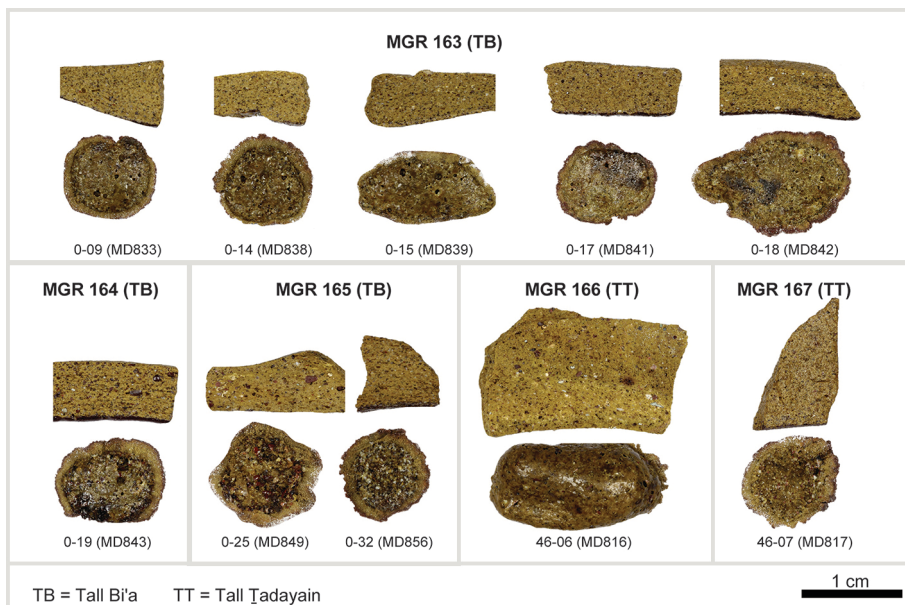 MGR 163 (TB)
0-09 (MD833) 0-14 (MD838) 0-15 (MD839) 0-17 (MD841) 0-18 (MD842)
MGR 164 (TB) MGR 165 (TB) MGR 166 (TT) MGR 167 (TT)
0-19 (MD843) 0-25 (MD849) 0-32 (MD856) 46-06 (MD816) 46-07 (MD817)
TB = Tall Bi'a TT = Tall Ṯadayain 1 cm